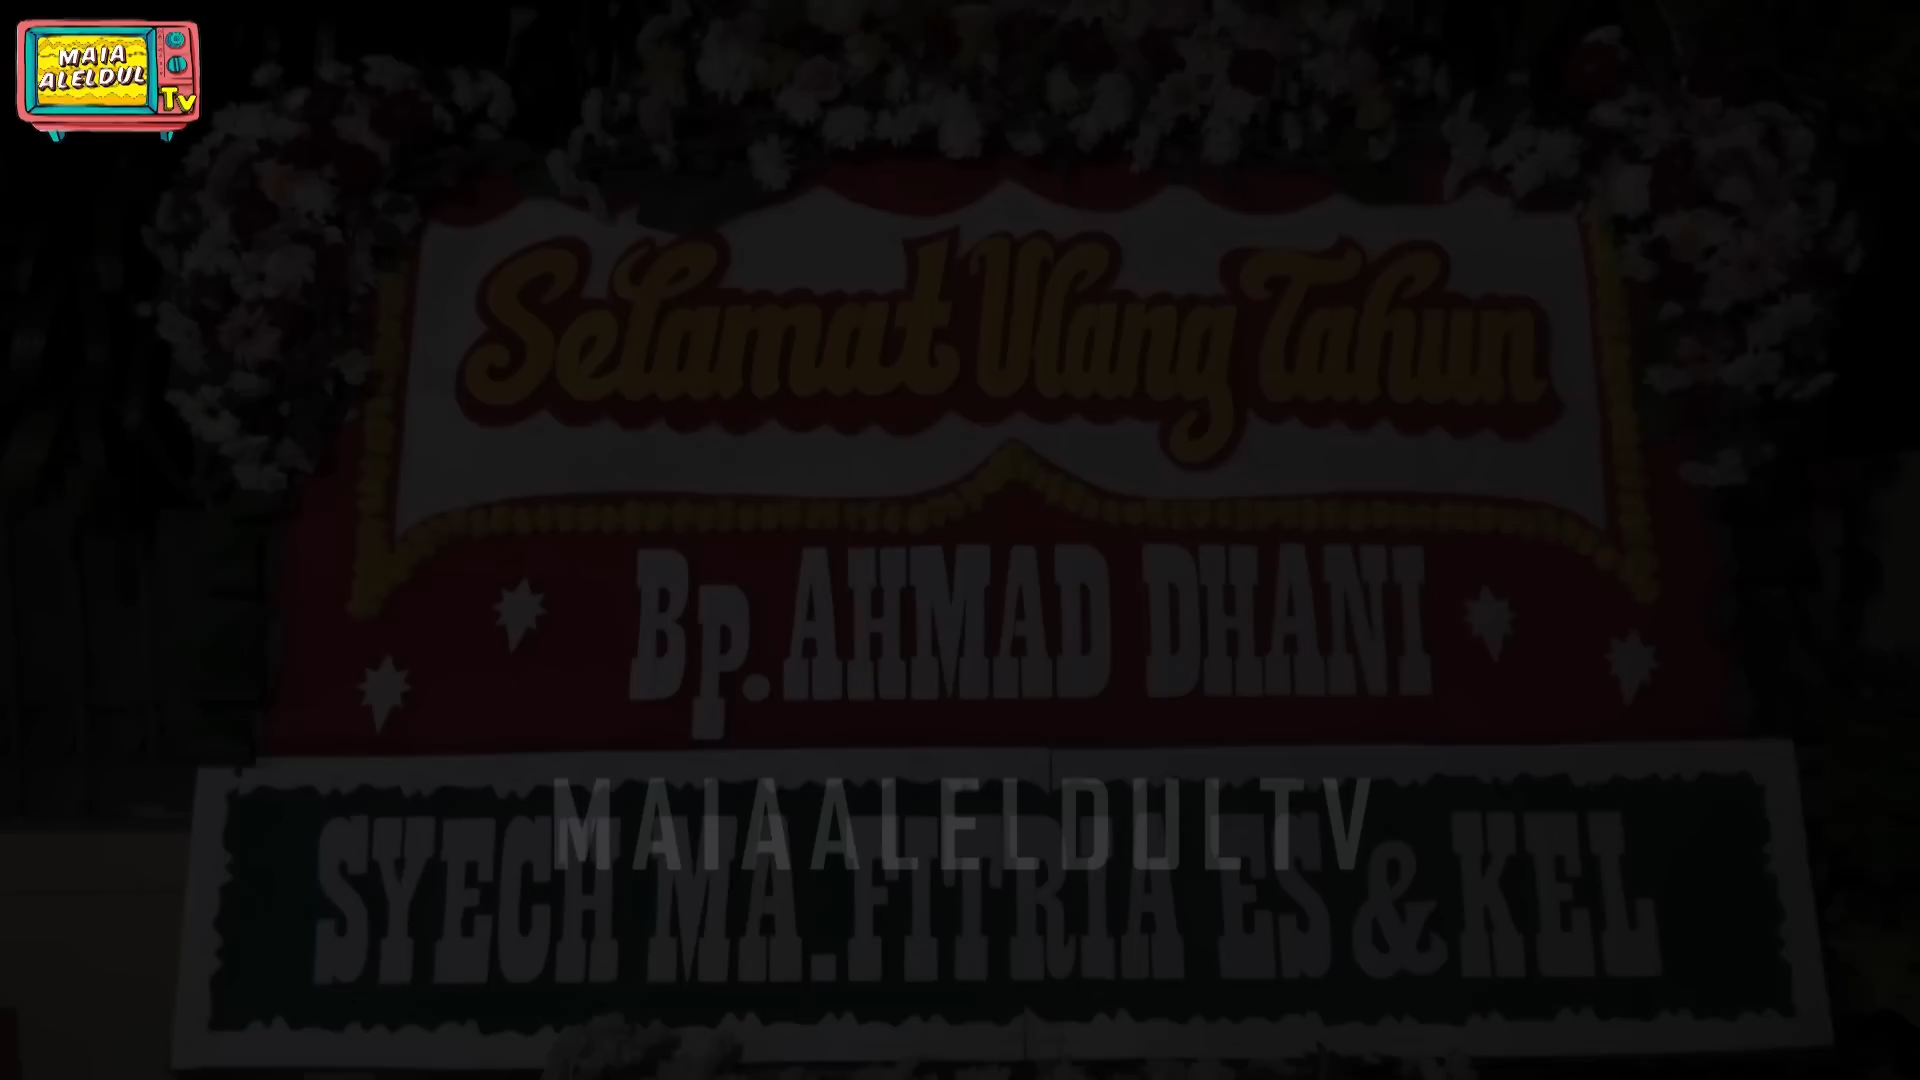 MAIA
ALELDUL
TV
Selamat Ulang Tahun
Bp. AHMAD DHANI
MAIAALELDULTV
SYECH MA. FITRIA ES & KEL